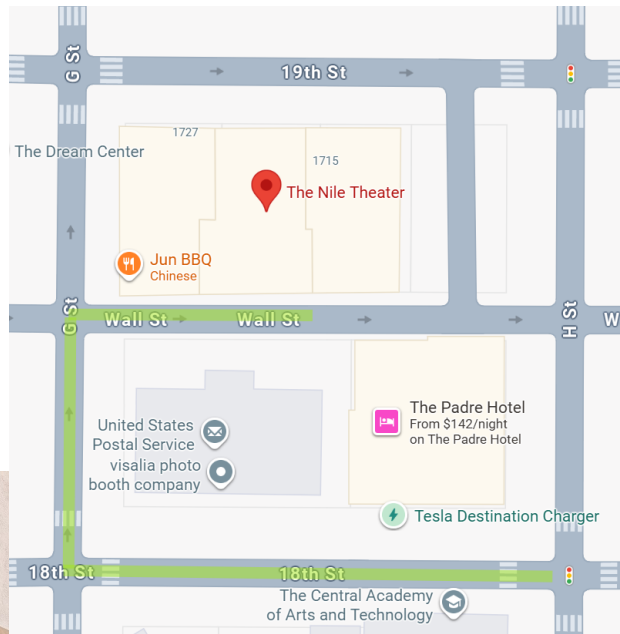 G St
19th St
1727
The Dream Center
1715
The Nile Theater
Jun BBQ
Chinese
G St
Wall St
Wall St
H St
W
The Padre Hotel
From $142/night
on The Padre Hotel
United States
Postal Service
visalia photo
booth company
Tesla Destination Charger
18th St
18th St
The Central Academy
of Arts and Technology